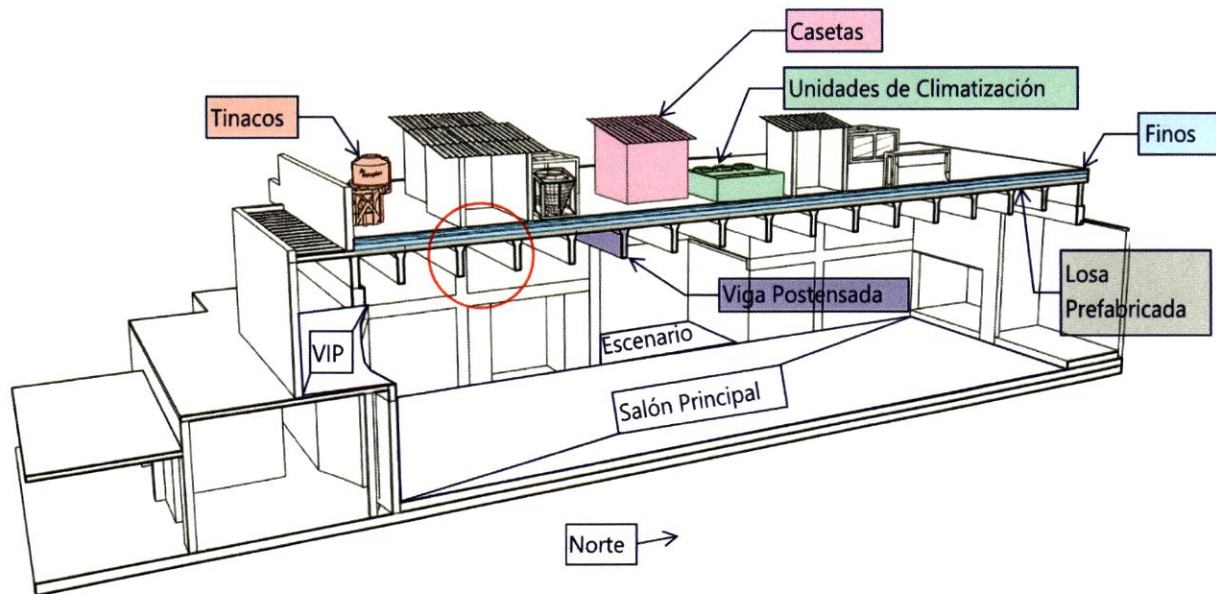 Casetas
Unidades de Climatización
Tinacos
Finos
Viga Postensada
Losa
Prefabricada
VIP
Escenario
Salón Principal
Norte